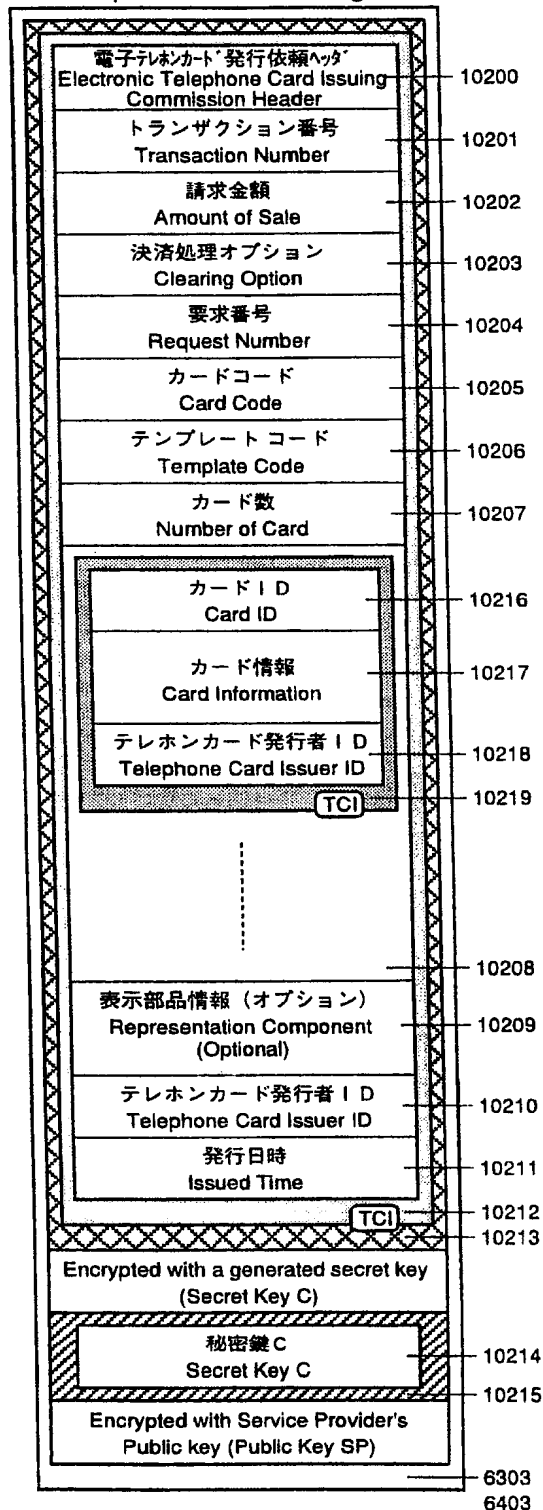 電子テレホンカード発行依頼ヘッダ
Electronic Telephone Card Issuing
Commission Header
10200
トランザクション番号
Transaction Number
10201
請求金額
Amount of Sale
10202
決済処理オプション
Clearing Option
10203
要求番号
Request Number
10204
カードコード
Card Code
10205
テンプレートコード
Template Code
10206
カード数
Number of Card
10207
カードID
Card ID
10216
カード情報
Card Information
10217
テレホンカード発行者ID
Telephone Card Issuer ID
10218
TCI
10219
10208
表示部品情報（オプション）
Representation Component
(Optional)
10209
テレホンカード発行者ID
Telephone Card Issuer ID
10210
発行日時
Issued Time
10211
TCI
10212
10213
Encrypted with a generated secret key
(Secret Key C)
秘密鍵C
Secret Key C
10214
10215
Encrypted with Service Provider's
Public key (Public Key SP)
6303
6403